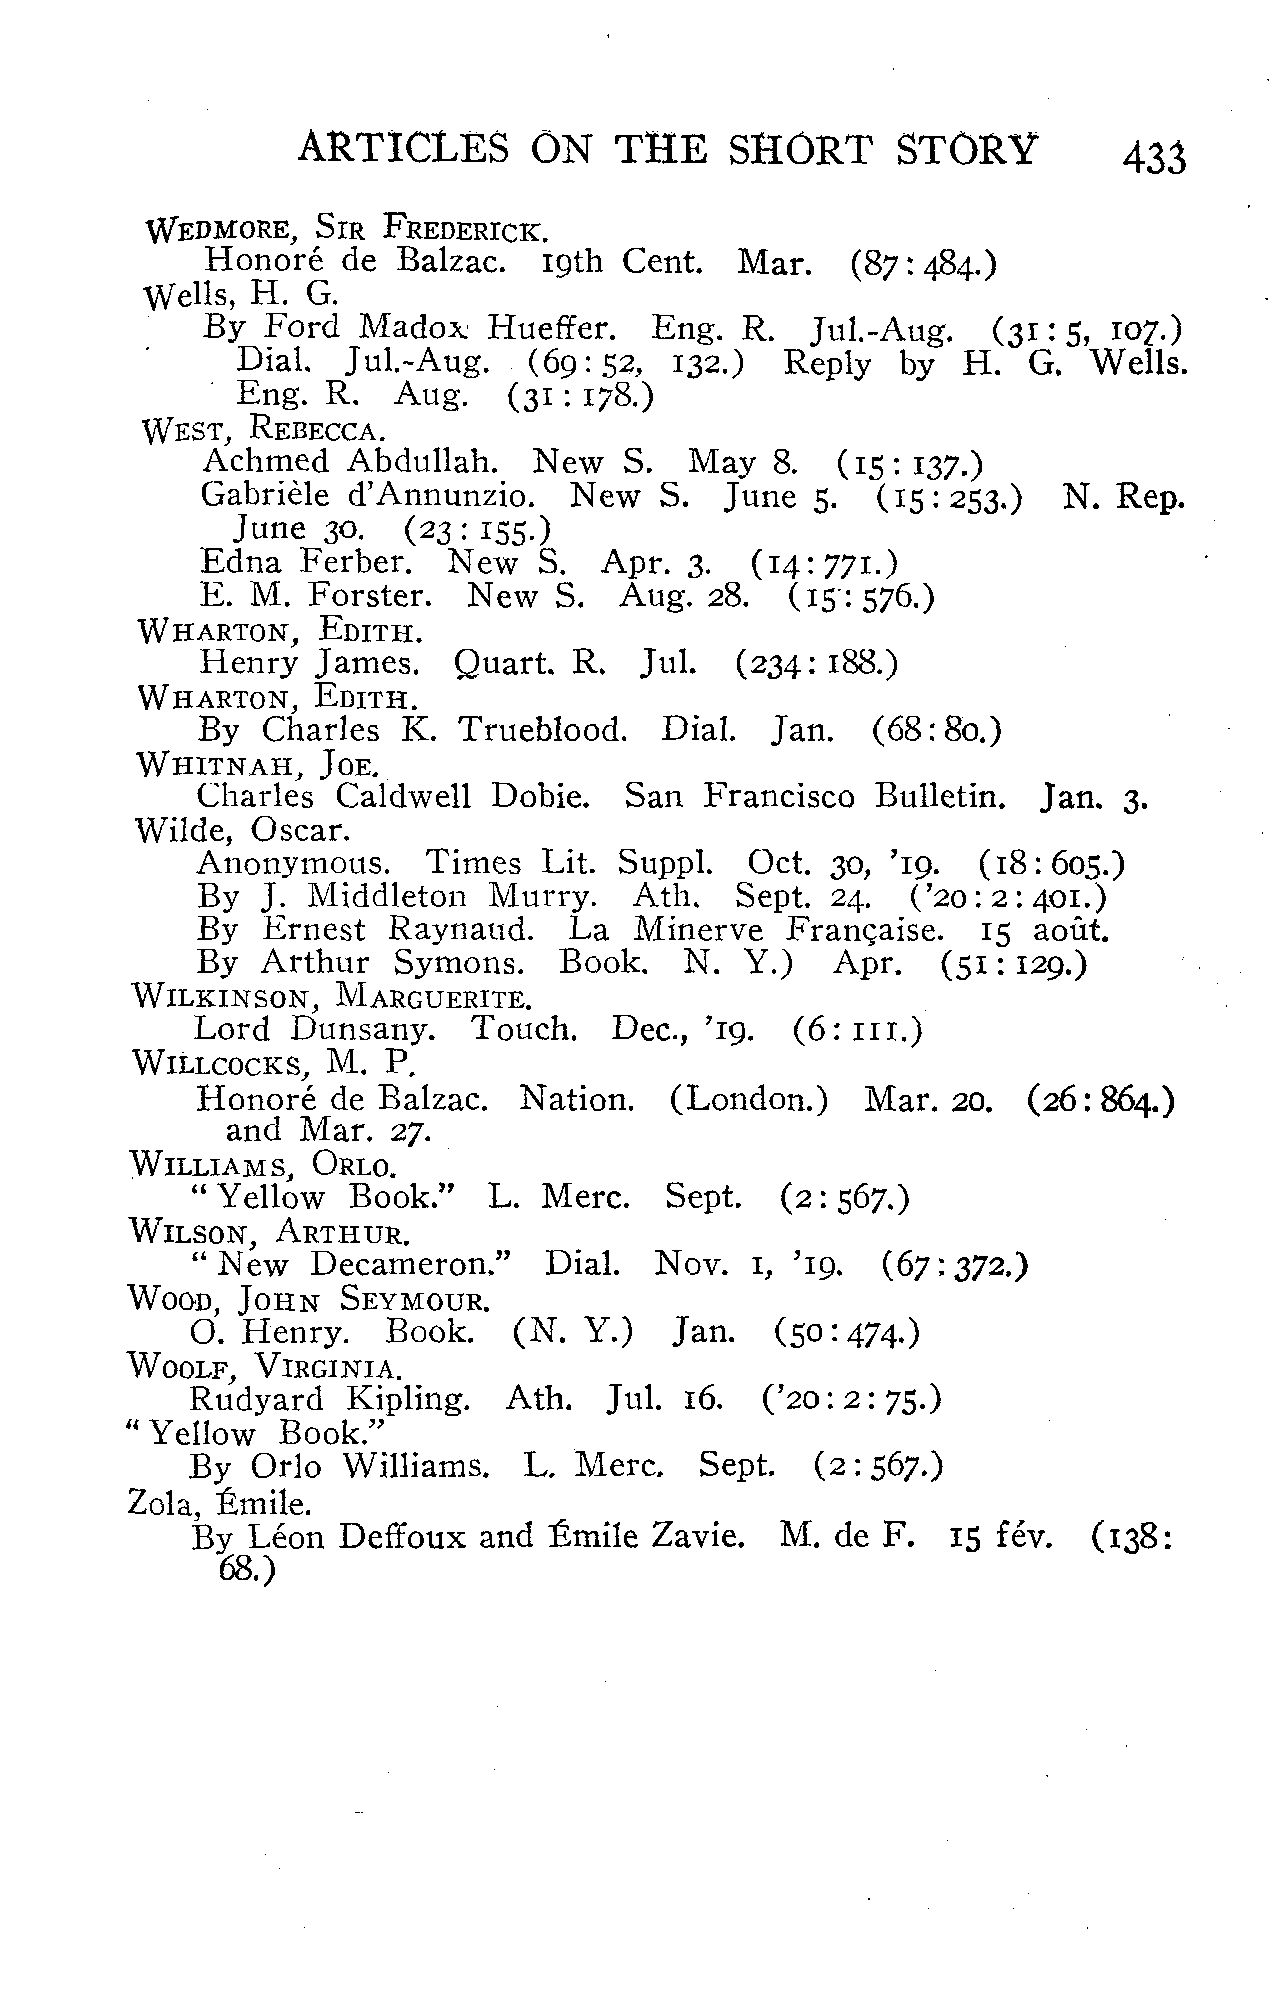 ARTICLES ON THE SHORT STORY 433
WEDMORE, SIR FREDERICK.
Honoré de Balzac. 19th Cent. Mar. (87: 484.)
Wells, H. G.
By Ford Madox Hueffer. Eng. R. Jul.-Aug. (31: 5, 107.)
Dial. Jul.-Aug. (69: 52, 132.) Reply by H. G. Wells.
Eng. R. Aug. (31: 178.)
WEST, REBECCA.
Achmed Abdullah. New S. May 8. (15: 137.)
Gabrièle d'Annunzio. New S. June 5. (15: 253.) N. Rep.
June 30. (23: 155.)
Edna Ferber. New S. Apr. 3. (14: 771.)
E. M. Forster. New S. Aug. 28. (15: 576.)
WHARTON, EDITH.
Henry James. Quart. R. Jul. (234: 188.)
WHARTON, EDITH.
By Charles K. Trueblood. Dial. Jan. (68: 80.)
WHITNAH, JOE.
Charles Caldwell Dobie. San Francisco Bulletin. Jan. 3.
Wilde, Oscar.
Anonymous. Times Lit. Suppl. Oct. 30, '19. (18: 605.)
By J. Middleton Murry. Ath. Sept. 24. ('20: 2: 401.)
By Ernest Raynaud. La Minerve Française. 15 août.
By Arthur Symons. Book. N. Y.) Apr. (51: 129.)
WILKINSON, MARGUERITE.
Lord Dunsany. Touch. Dec., '19. (6: 111.)
WILLCOCKS, M. P.
Honoré de Balzac. Nation. (London.) Mar. 20. (26: 864.)
and Mar. 27.
WILLIAMS, ORLO.
"Yellow Book." L. Merc. Sept. (2: 567.)
WILSON, ARTHUR.
"New Decameron." Dial. Nov. 1, '19. (67: 372.)
WOOD, JOHN SEYMOUR.
O. Henry. Book. (N. Y.) Jan. (50: 474.)
WOOLF, VIRGINIA.
Rudyard Kipling. Ath. Jul. 16. ('20: 2: 75.)
"Yellow Book."
By Orlo Williams. L. Merc. Sept. (2: 567.)
Zola, Émile.
By Léon Deffoux and Émile Zavie. M. de F. 15 fév. (138:
68.)